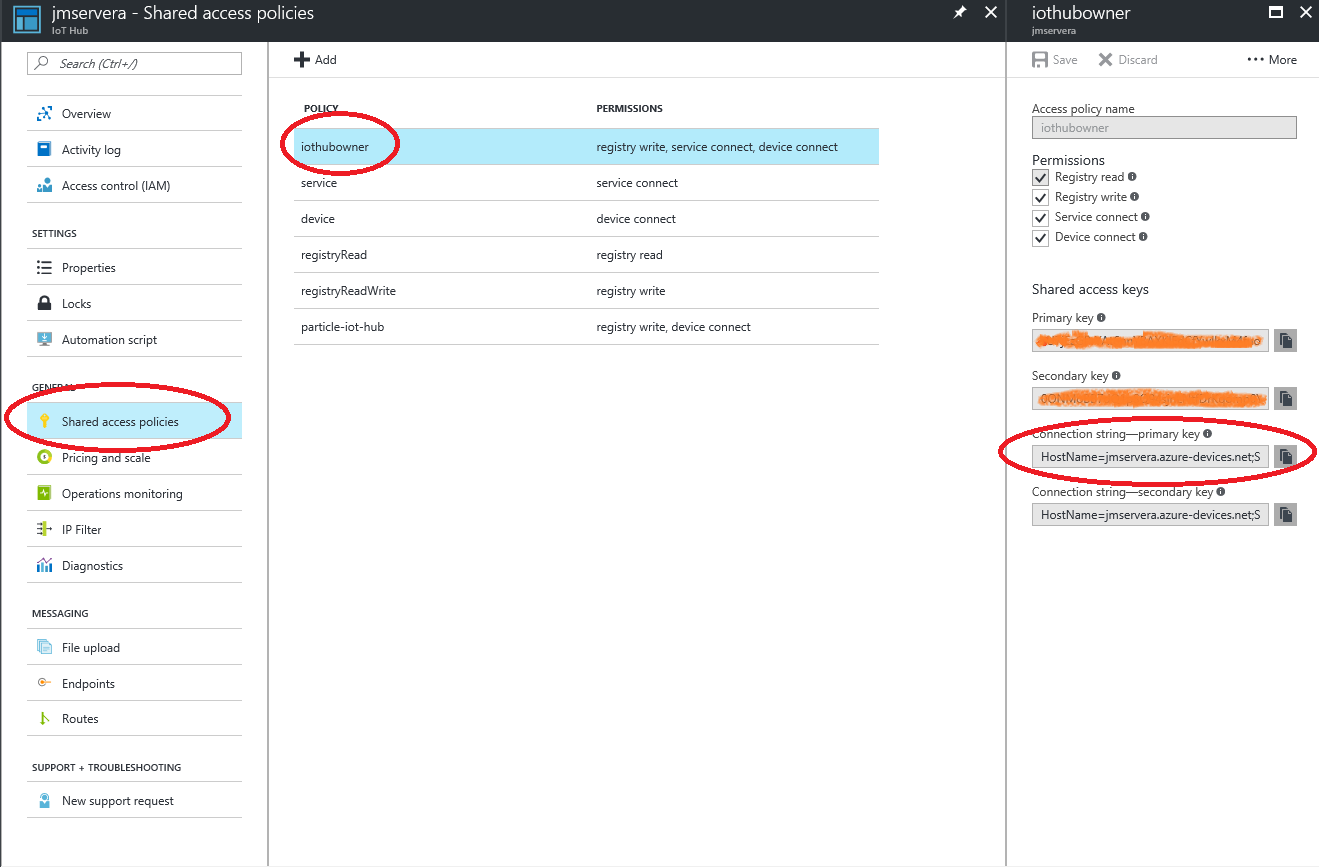 jmservera - Shared access policies
IoT Hub
Search (Ctrl+/)
Overview
Activity log
Access control (IAM)
SETTINGS
Properties
Locks
Automation script
GENERAL
Shared access policies
Pricing and scale
Operations monitoring
IP Filter
Diagnostics
MESSAGING
File upload
Endpoints
Routes
SUPPORT + TROUBLESHOOTING
New support request
Add
POLICY PERMISSIONS
iothubowner registry write, service connect, device connect
service service connect
device device connect
registryRead registry read
registryReadWrite registry write
particle-iot-hub registry write, device connect
iothubowner
jmservera
Save Discard More
Access policy name
iothubowner
Permissions
Registry read
Registry write
Service connect
Device connect
Shared access keys
Primary key
Secondary key
Connection string—primary key
HostName=jmservera.azure-devices.net;S
Connection string—secondary key
HostName=jmservera.azure-devices.net;S